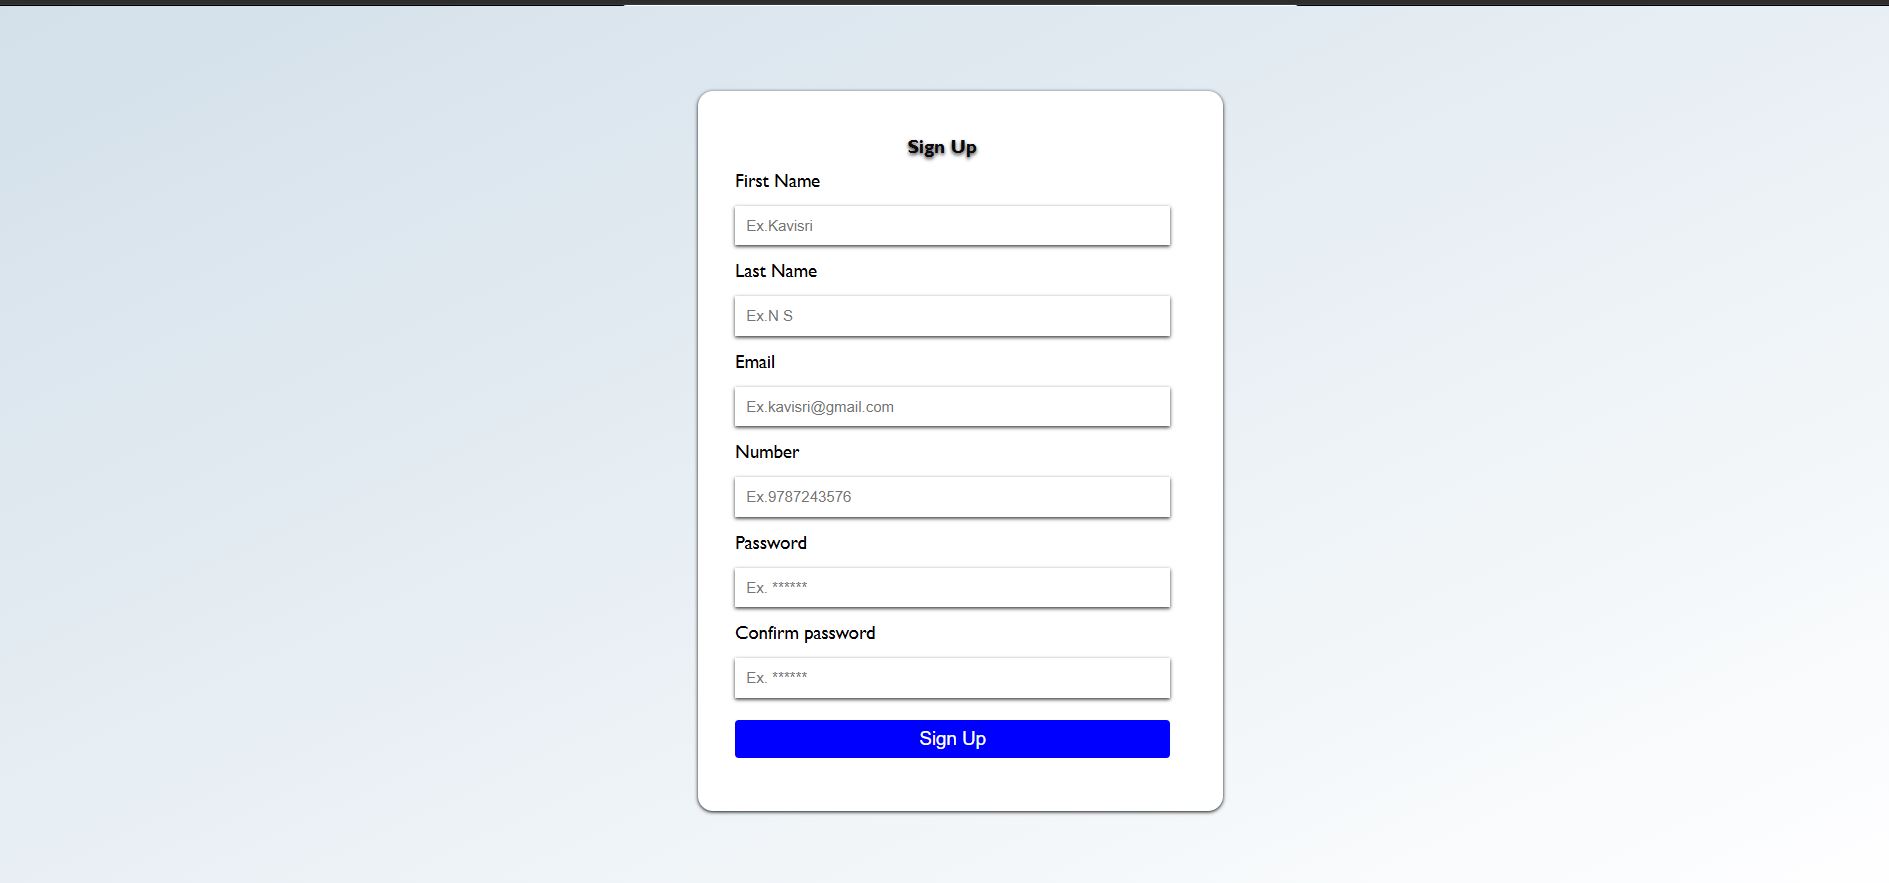 Sign Up
First Name
Ex.Kavisri
Last Name
Ex.N S
Email
Ex.kavisri@gmail.com
Number
Ex.9787243576
Password
Ex. ******
Confirm password
Ex. ******
Sign Up